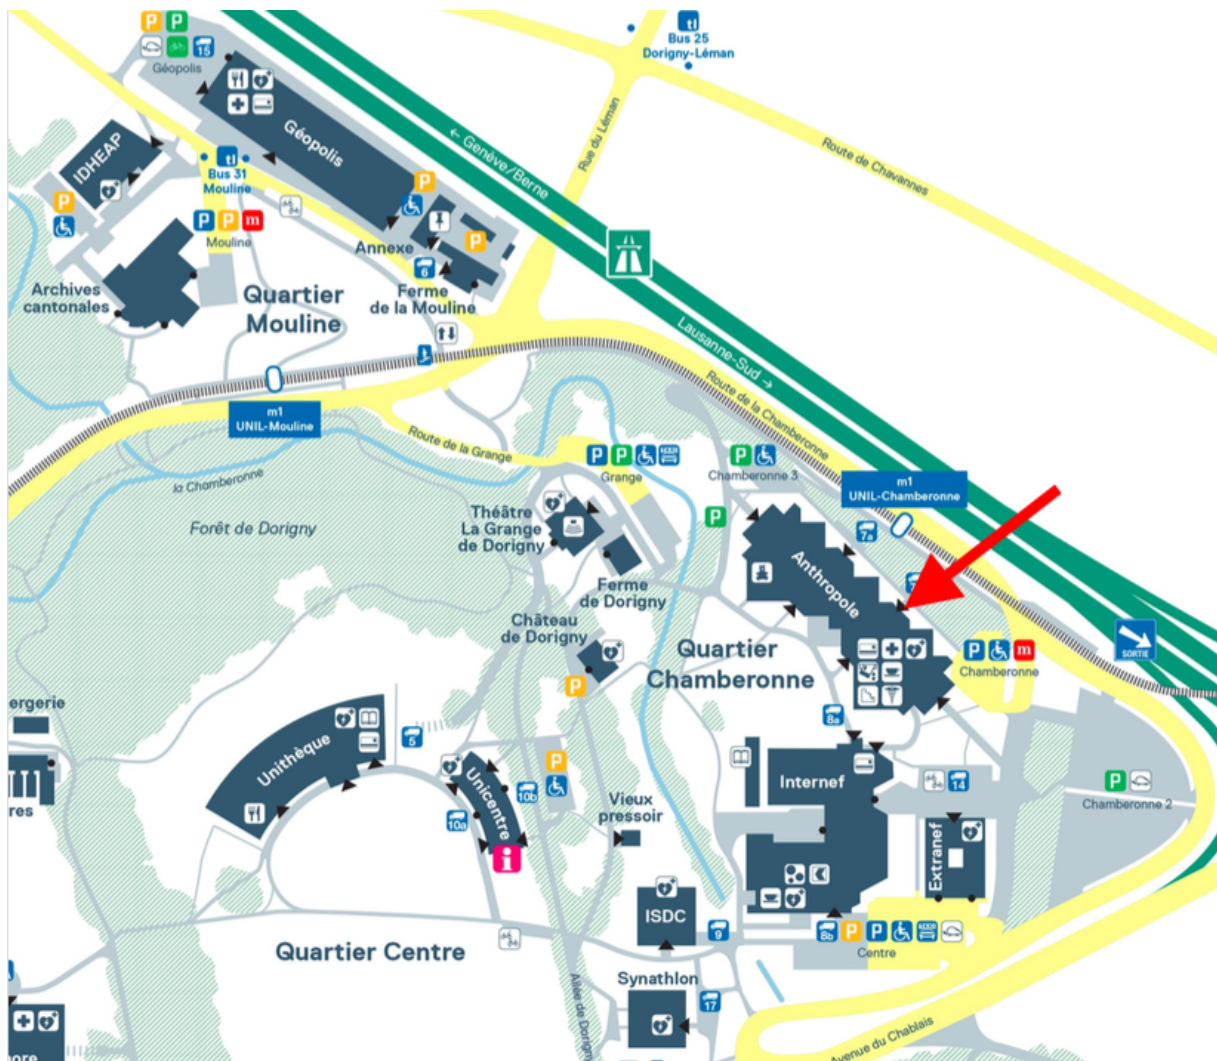 P P
15
Géopolis
tl
Bus 25
Dorigny-Léman
Rue du Léman
Route de Chavannes
← Genève/Berne
Géopolis
IDHEAP
tl
Bus 31
Mouline
P
P
P P m
Mouline
Annexe
P
6
Ferme
de la Mouline
Archives
cantonales
Quartier
Mouline
Lausanne-Sud →
Route de la Chamberonne
m1
UNIL-Mouline
Route de la Grange
la Chamberonne
P P
Grange
P
Chamberonne 3
m1
UNIL-Chamberonne
P
7a
Forêt de Dorigny
Théâtre
La Grange
de Dorigny
Anthropole
Ferme
de Dorigny
Château
de Dorigny
SORTIE
Quartier
Chamberonne
P m
Chamberonne
P
ergerie
8a
Unithèque
5
Unicentre
P
10b
10a
Internef
14
P
Chamberonne 2
res
Vieux
pressoir
i
Extranef
ISDC
9
8b P P
Centre
Quartier Centre
Synathlon
17
Allée de Dorigny
Avenue du Chablais
ore